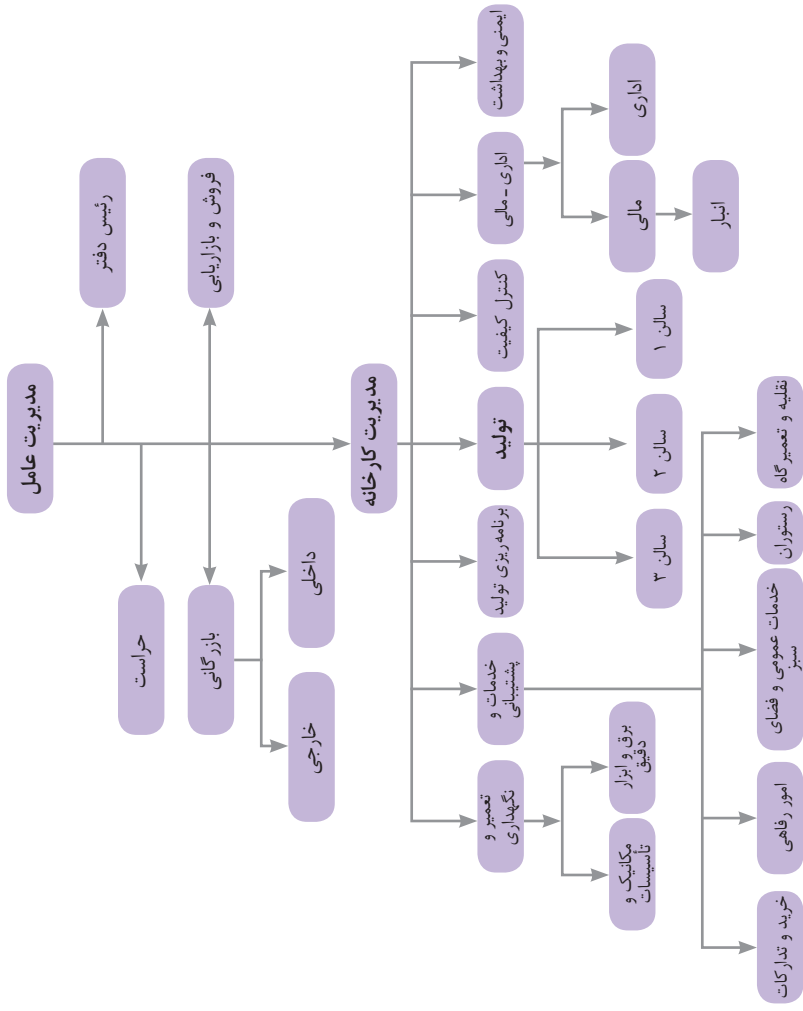 مدیریت عامل
رئیس دفتر
حراست
فروش و بازاریابی
بازرگانی
داخلی
خارجی
مدیریت کارخانه
ایمنی و بهداشت
اداری - مالی
کنترل کیفیت
تولید
برنامه ریزی تولید
خدمات و
پشتیبانی
تعمیر و
نگهداری
اداری
مالی
انبار
سالن ۱
سالن ۲
سالن ۳
برق و ابزار
دقیق
مکانیک و
تأسیسات
نقلیه و تعمیرگاه
رستوران
خدمات عمومی و فضای
سبز
امور رفاهی
خرید و تدارکات